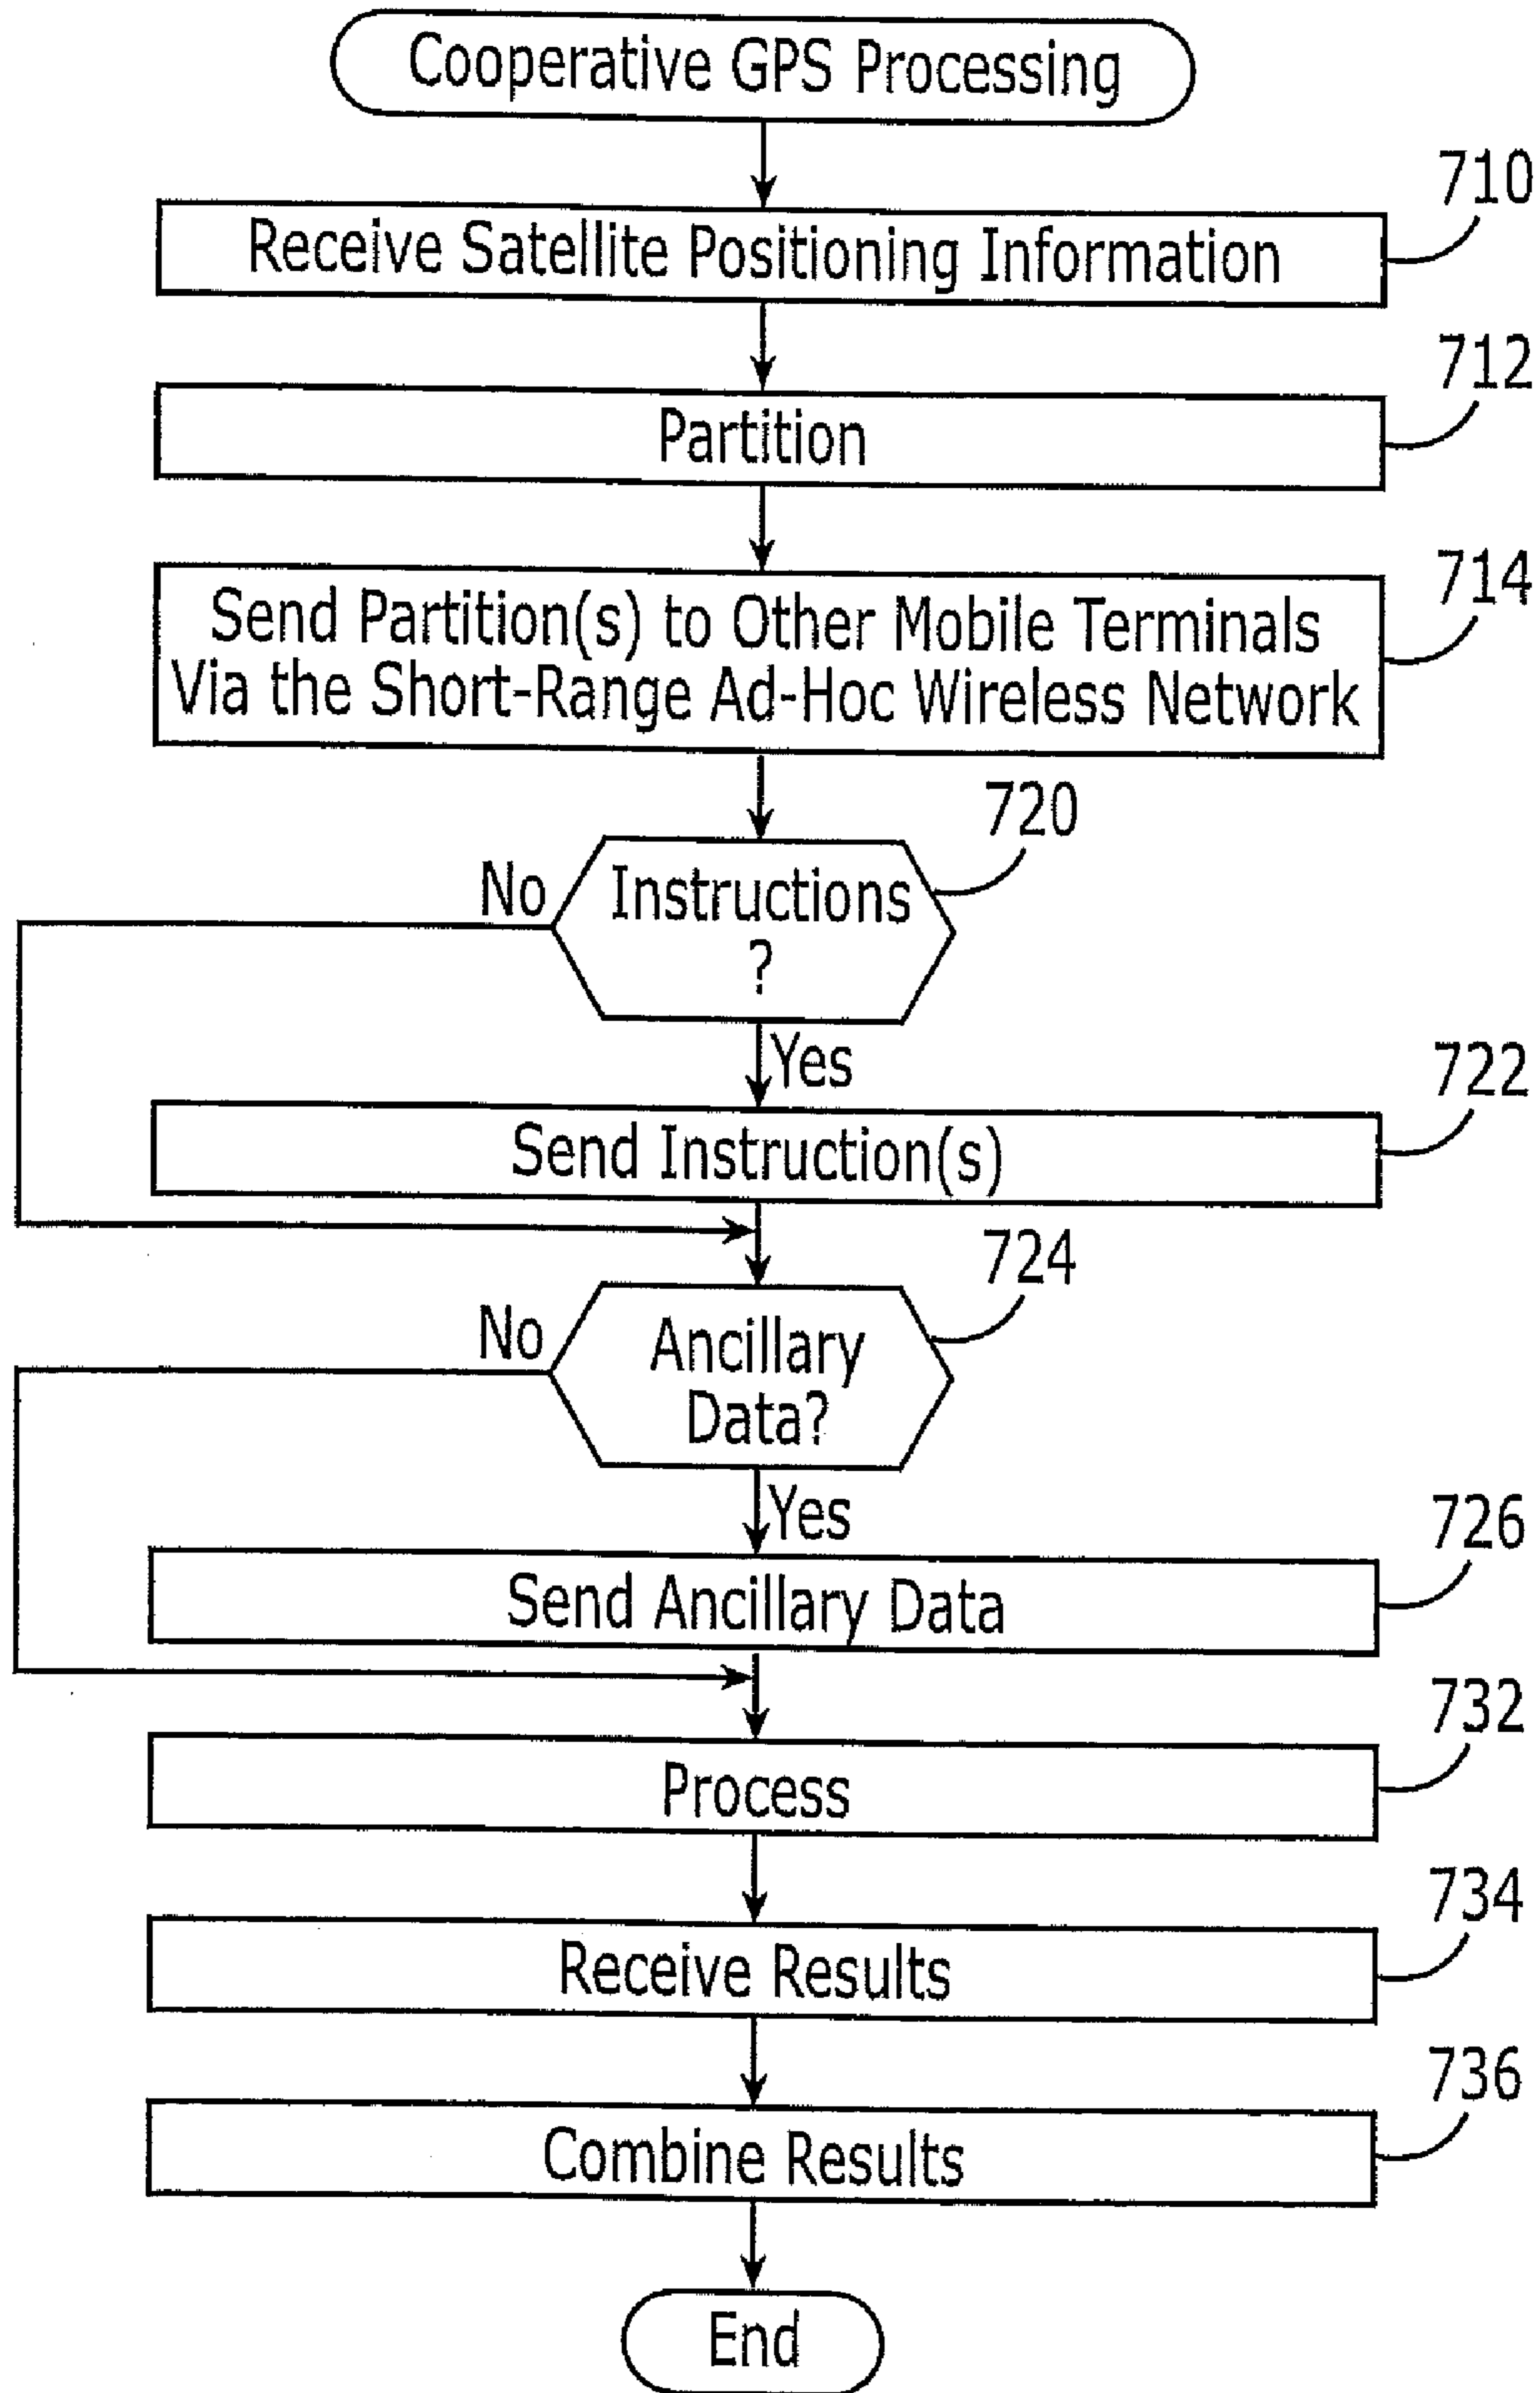 Cooperative GPS Processing
710
Receive Satellite Positioning Information
712
Partition
714
Send Partition(s) to Other Mobile Terminals
Via the Short-Range Ad-Hoc Wireless Network
720
No
Instructions
?
Yes
722
Send Instruction(s)
724
No
Ancillary
Data?
Yes
726
Send Ancillary Data
732
Process
734
Receive Results
736
Combine Results
End